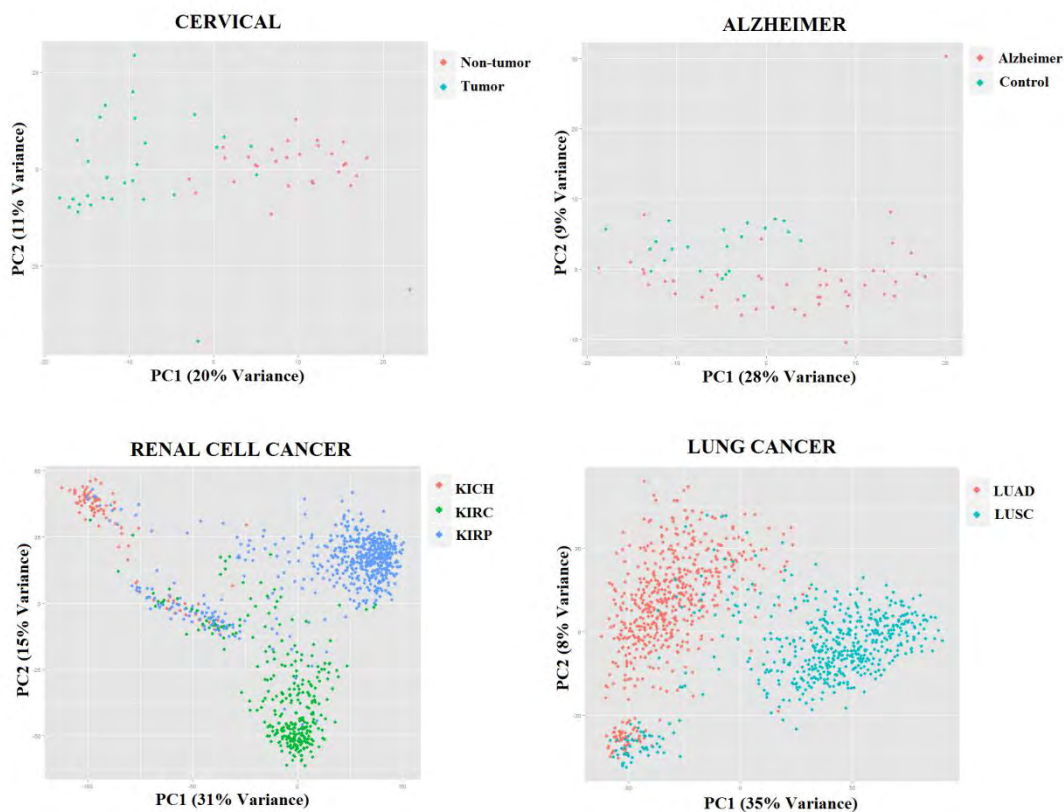 CERVICAL
Non-tumor
Tumor
PC2 (11% Variance)
PC1 (20% Variance)
ALZHEIMER
Alzheimer
Control
PC2 (9% Variance)
PC1 (28% Variance)
RENAL CELL CANCER
KICH
KIRC
KIRP
PC2 (15% Variance)
PC1 (31% Variance)
LUNG CANCER
LUAD
LUSC
PC2 (8% Variance)
PC1 (35% Variance)